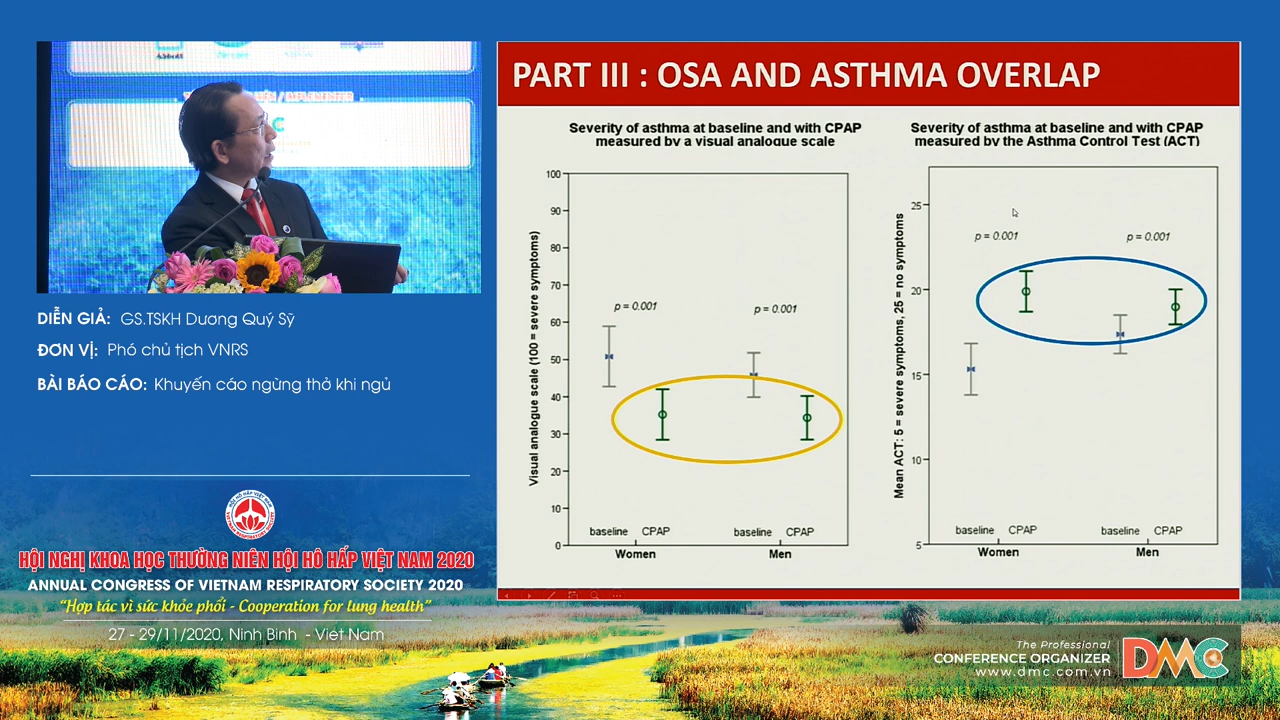 DIỄN GIẢ: GS.TSKH Dương Quý Sỹ
ĐƠN VỊ: Phó chủ tịch VNRS
BÀI BÁO CÁO: Khuyến cáo ngừng thở khi ngủ
HỘI NGHỊ KHOA HỌC THƯỜNG NIÊN HỘI HÔ HẤP VIỆT NAM 2020
ANNUAL CONGRESS OF VIETNAM RESPIRATORY SOCIETY 2020
“Hợp tác vì sức khỏe phổi - Cooperation for lung health”
27 - 29/11/2020, Ninh Bình - Việt Nam
PART III : OSA AND ASTHMA OVERLAP
Severity of asthma at baseline and with CPAP
measured by a visual analogue scale
Visual analogue scale (100 = severe symptoms)
100
90
80
70
60
50
40
30
20
10
0
p = 0.001
p = 0.001
baseline CPAP
baseline CPAP
Women
Men
Severity of asthma at baseline and with CPAP
measured by the Asthma Control Test (ACT)
Mean ACT: 5 = severe symptoms, 25 = no symptoms
25
20
15
10
5
p = 0.001
p = 0.001
baseline CPAP
baseline CPAP
Women
Men
The Professional
CONFERENCE ORGANIZER
www.dmc.com.vn
DMC